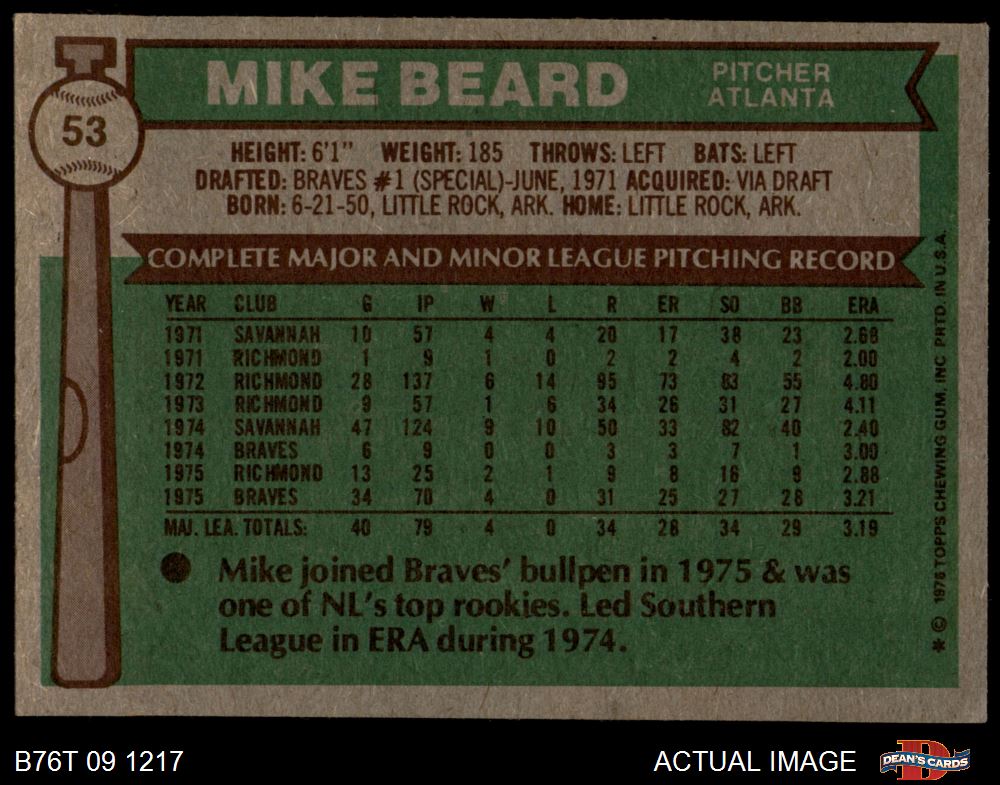 MIKE BEARD
PITCHER
ATLANTA
53
HEIGHT: 6'1" WEIGHT: 185 THROWS: LEFT BATS: LEFT
DRAFTED: BRAVES #1 (SPECIAL)-JUNE, 1971 ACQUIRED: VIA DRAFT
BORN: 6-21-50, LITTLE ROCK, ARK. HOME: LITTLE ROCK, ARK.
COMPLETE MAJOR AND MINOR LEAGUE PITCHING RECORD
YEAR CLUB G IP W L R ER SO BB ERA
1971 SAVANNAH 10 57 4 4 20 17 38 23 2.68
1971 RICHMOND 1 9 1 0 2 2 4 2 2.00
1972 RICHMOND 28 137 6 14 95 73 83 55 4.80
1973 RICHMOND 9 57 1 6 34 26 31 27 4.11
1974 SAVANNAH 47 124 9 10 50 33 82 40 2.40
1974 BRAVES 6 9 0 0 3 3 7 1 3.00
1975 RICHMOND 13 25 2 1 9 8 16 9 2.88
1975 BRAVES 34 70 4 0 31 25 27 28 3.21
MAJ. LEA. TOTALS: 40 79 4 0 34 28 34 29 3.19
● Mike joined Braves' bullpen in 1975 & was
one of NL's top rookies. Led Southern
League in ERA during 1974.
* © 1976 TOPPS CHEWING GUM, INC PRTD. IN U.S.A.
B76T 09 1217
ACTUAL IMAGE
D
DEAN'S CARDS